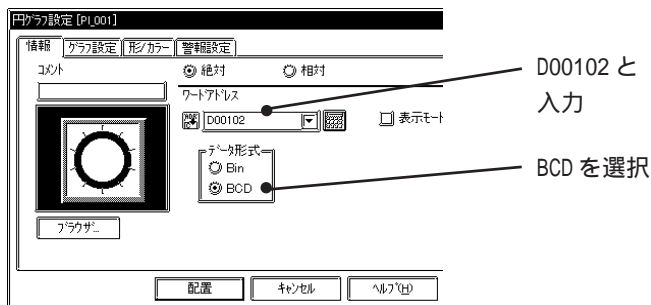 円グラフ設定 [PI_001]
情報 グラフ設定 形/カラー 警報設定
コメント
絶対 相対
ワードアドレス
D00102
表示モート
データ形式
Bin
BCD
ブラウザ...
配置 キャンセル ヘルプ(H)
D00102 と
入力
BCD を選択